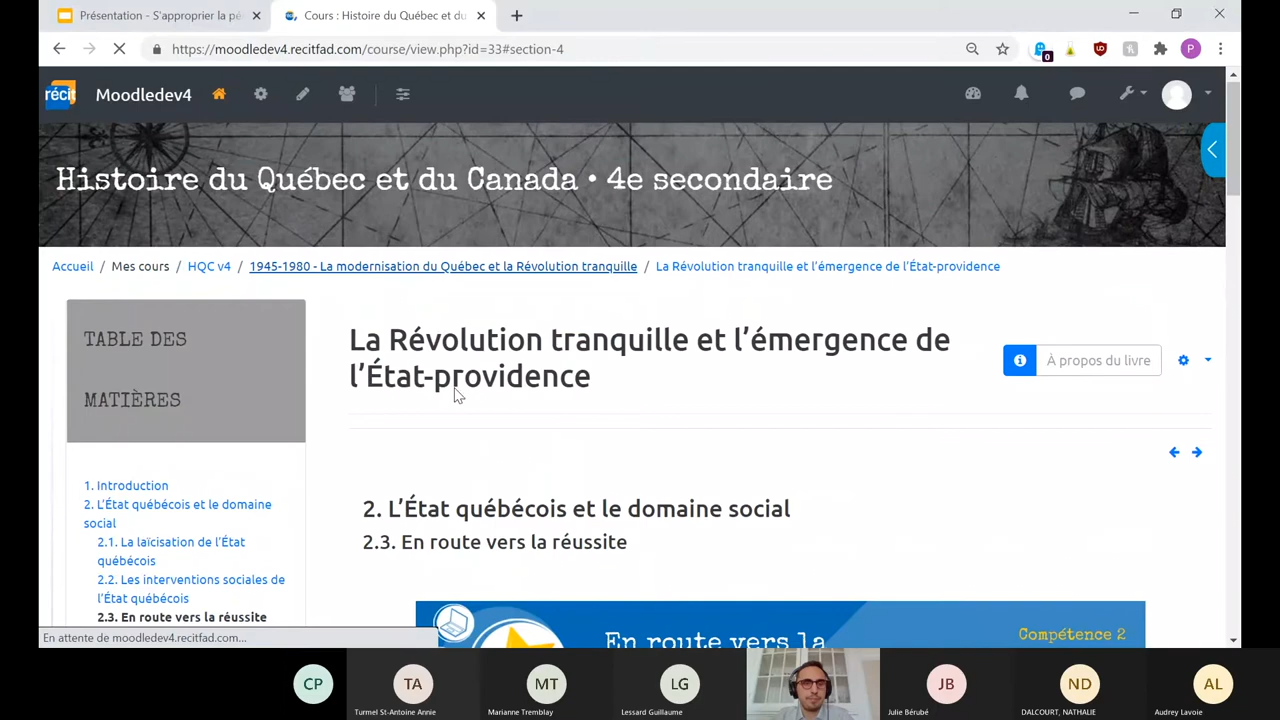 Présentation - S'approprier la pé
Cours : Histoire du Québec et du
https://moodledev4.recitfad.com/course/view.php?id=33#section-4
0
P
récit
Moodledev4
Histoire du Québec et du Canada • 4e secondaire
Accueil / Mes cours / HQC v4 / 1945-1980 - La modernisation du Québec et la Révolution tranquille / La Révolution tranquille et l'émergence de l'État-providence
TABLE DES
MATIÈRES
1. Introduction
2. L'État québécois et le domaine
social
2.1. La laïcisation de l'État
québécois
2.2. Les interventions sociales de
l'État québécois
2.3. En route vers la réussite
La Révolution tranquille et l'émergence de
l'État-providence
À propos du livre
2. L'État québécois et le domaine social
2.3. En route vers la réussite
En route vers la
Compétence 2
En attente de moodledev4.recitfad.com...
CP
TA
Turmel St-Antoine Annie
MT
Marianne Tremblay
LG
Lessard Guillaume
JB
Julie Bérubé
ND
DALCOURT, NATHALIE
AL
Audrey Lavoie